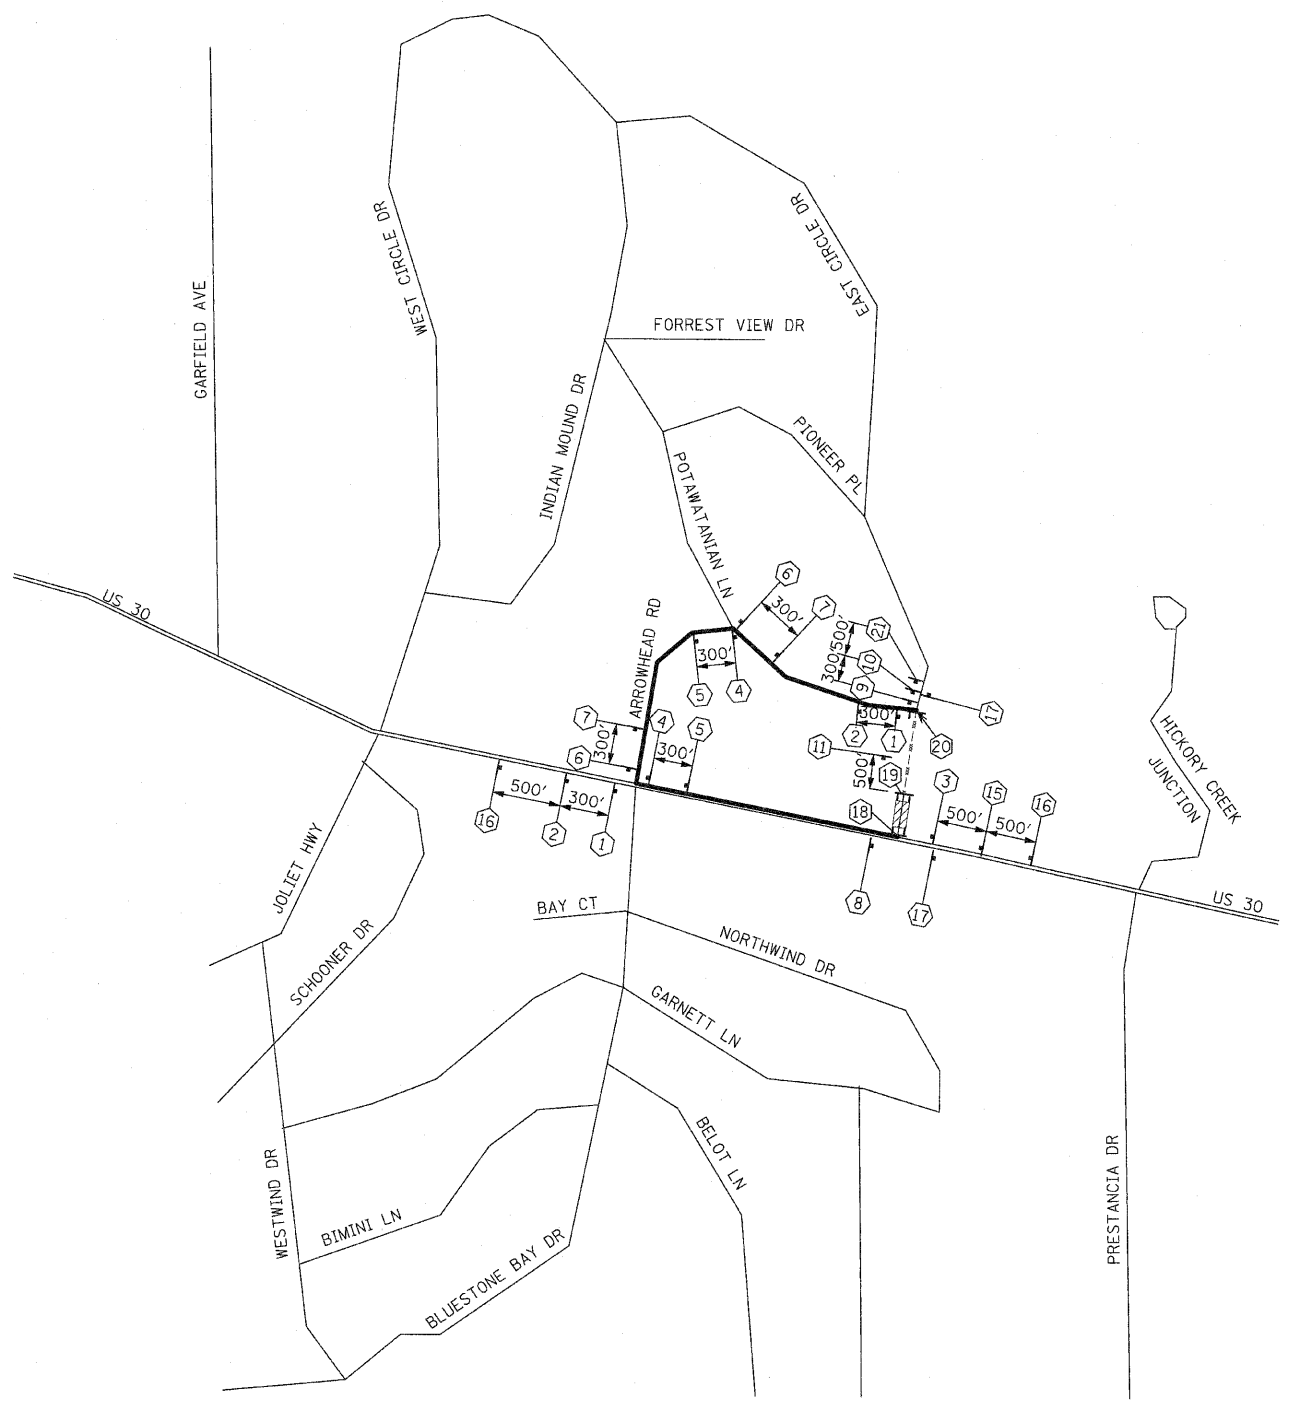 WEST CIRCLE DR
EAST CIRCLE DR
GARFIELD AVE
FORREST VIEW DR
INDIAN MOUND DR
PIONEER PL
POTAWATANIAN LN
US 30
ARROWHEAD RD
6
300'
7
500'
21
300'
10
9
17
300'
5
4
300'
2
1
20
7
300'
6
4
300'
5
11
500'
19
18
3
500'
15
500'
16
500'
300'
16
2
1
8
17
HICKORY CREEK
JUNCTION
US 30
JOLIET HWY
SCHOONER DR
BAY CT
NORTHWIND DR
GARNETT LN
BELOT LN
WESTWIND DR
BIMINI LN
BLUESTONE BAY DR
PRESTANCIA DR